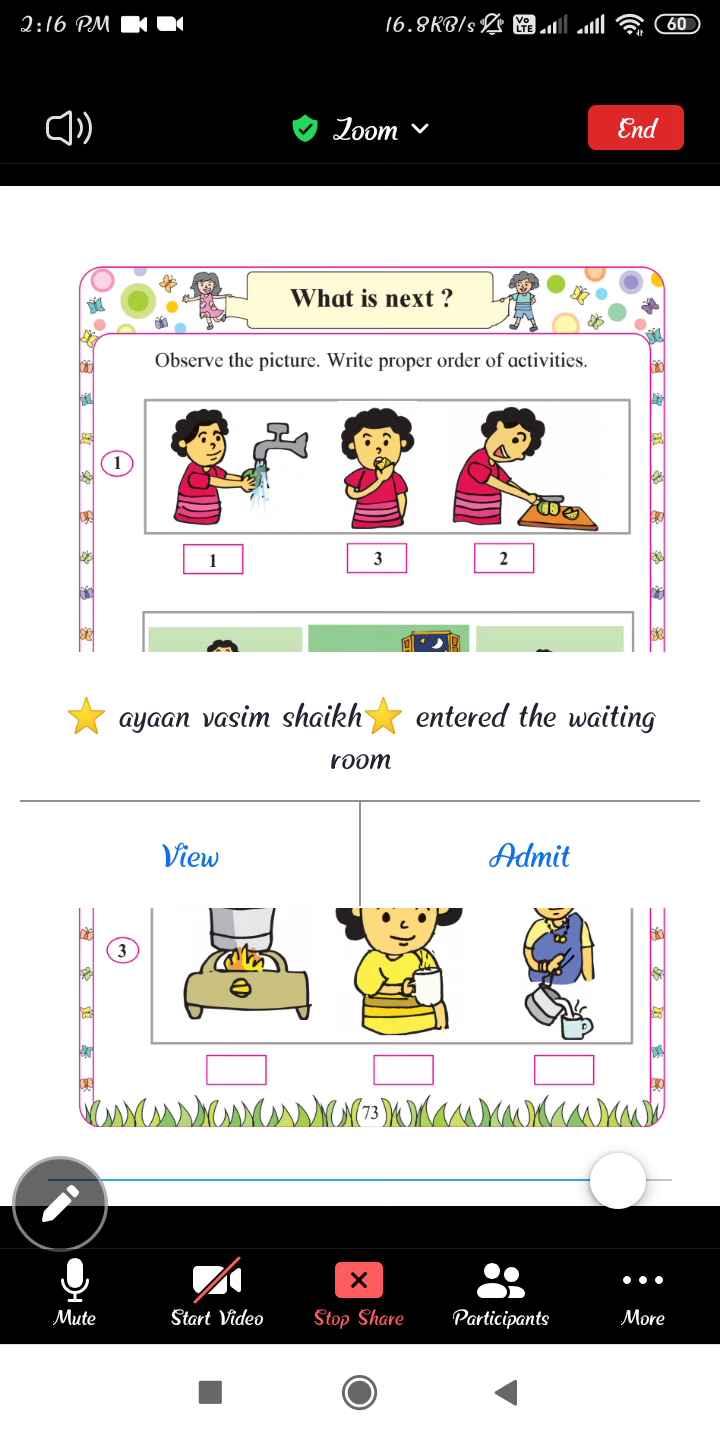 2:16 PM
16.8KB/s
Vo LTE
60
Zoom
End
What is next ?
Observe the picture. Write proper order of activities.
1
1
3
2
⭐ ayaan vasim shaikh⭐ entered the waiting
room
View
Admit
3
73
Mute
Start Video
Stop Share
Participants
More